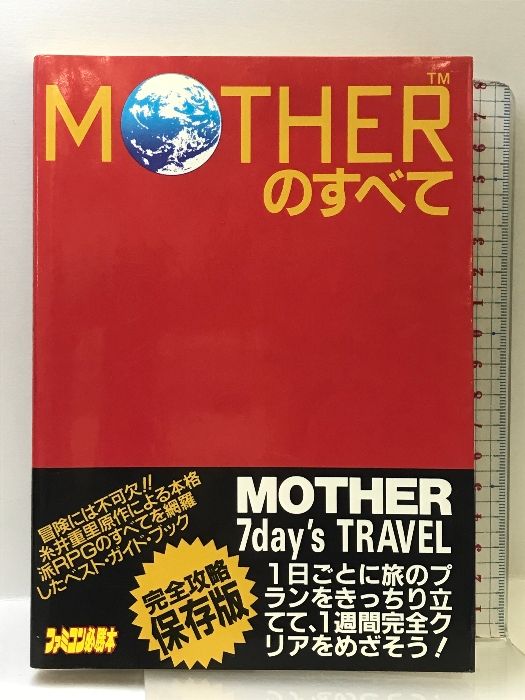 MOTHER™
のすべて
冒険には不可欠!!
糸井重里原作による本格
派RPGのすべてを網羅
したベスト・ガイド・ブック
完全攻略
保存版
ファミコン必勝本
MOTHER
7day's TRAVEL
1日ごとに旅のプ
ランをきっちり立
てて、1週間完全ク
リアをめざそう!